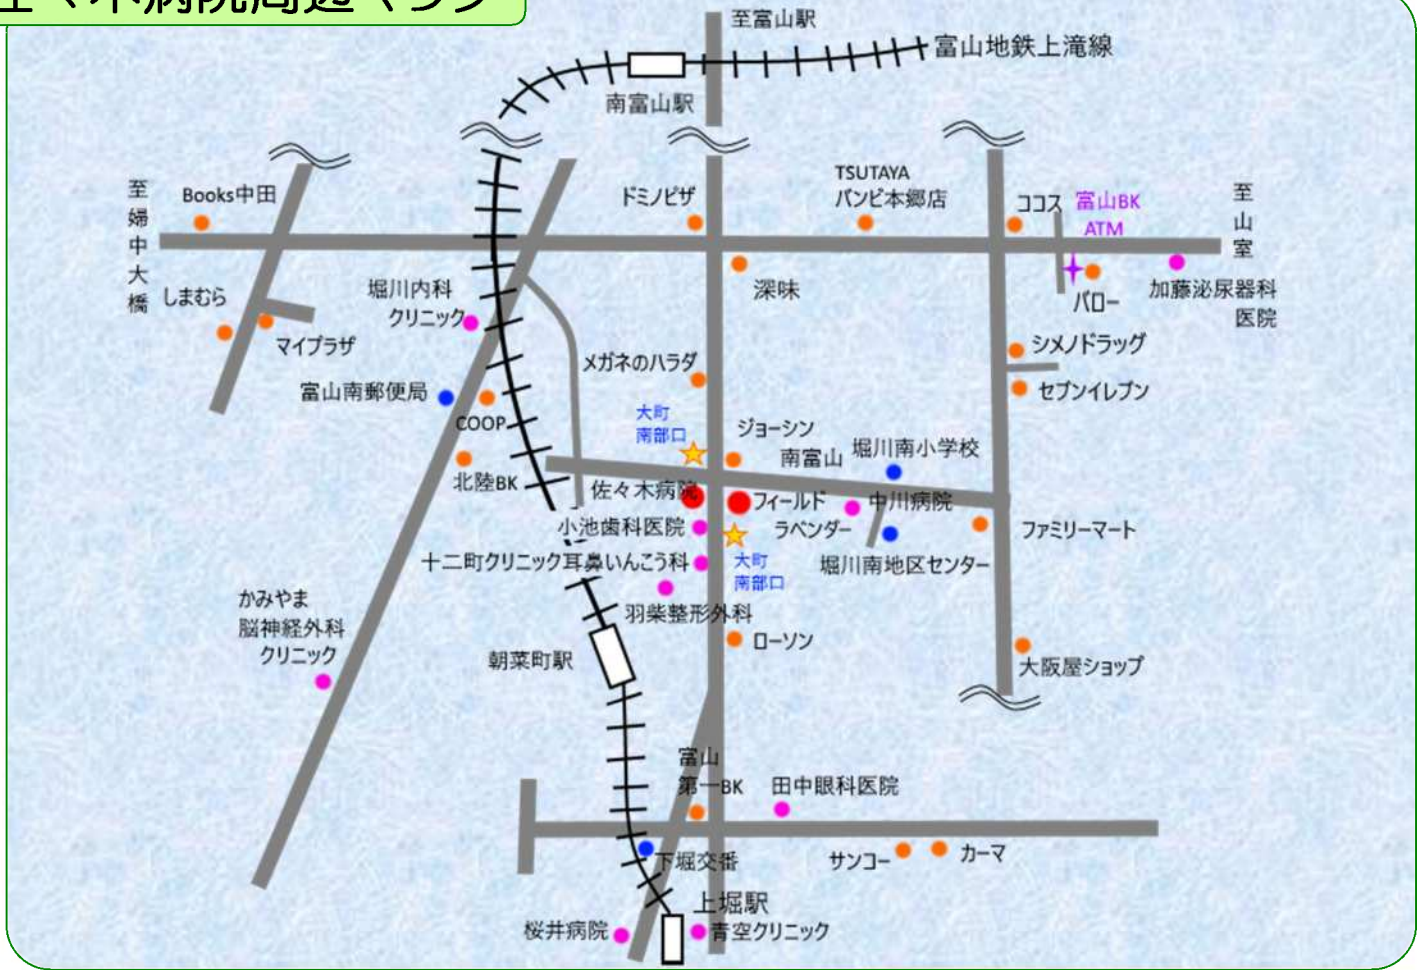 佐々木病院周辺マップ
至富山駅
富山地鉄上滝線
南富山駅
至婦中大橋
Books中田
ドミノピザ
TSUTAYA
バンビ本郷店
ココス
富山BK
ATM
至山室
しまむら
マイプラザ
堀川内科
クリニック
深味
バロー
加藤泌尿器科
医院
シメノドラッグ
セブンイレブン
メガネのハラダ
富山南郵便局
COOP
北陸BK
大町
南部口
ジョーシン
南富山
堀川南小学校
佐々木病院
フィールド
ラベンダー
中川病院
小池歯科医院
ファミリーマート
十二町クリニック耳鼻いんこう科
大町
南部口
堀川南地区センター
羽柴整形外科
かみやま
脳神経外科
クリニック
朝菜町駅
ローソン
大阪屋ショップ
富山
第一BK
田中眼科医院
下堀交番
サンコー
カーマ
上堀駅
桜井病院
青空クリニック